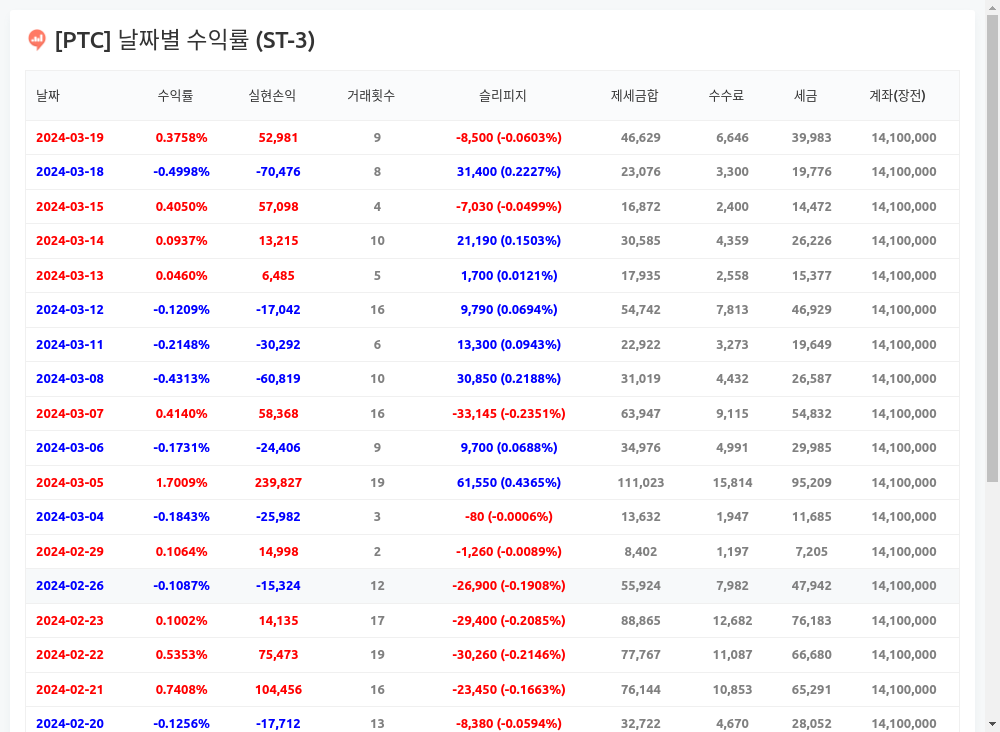 [PTC] 날짜별 수익률 (ST-3)
날짜 수익률 실현손익 거래횟수 슬리피지 제세금합 수수료 세금 계좌(장전)
2024-03-19 0.3758% 52,981 9 -8,500 (-0.0603%) 46,629 6,646 39,983 14,100,000
2024-03-18 -0.4998% -70,476 8 31,400 (0.2227%) 23,076 3,300 19,776 14,100,000
2024-03-15 0.4050% 57,098 4 -7,030 (-0.0499%) 16,872 2,400 14,472 14,100,000
2024-03-14 0.0937% 13,215 10 21,190 (0.1503%) 30,585 4,359 26,226 14,100,000
2024-03-13 0.0460% 6,485 5 1,700 (0.0121%) 17,935 2,558 15,377 14,100,000
2024-03-12 -0.1209% -17,042 16 9,790 (0.0694%) 54,742 7,813 46,929 14,100,000
2024-03-11 -0.2148% -30,292 6 13,300 (0.0943%) 22,922 3,273 19,649 14,100,000
2024-03-08 -0.4313% -60,819 10 30,850 (0.2188%) 31,019 4,432 26,587 14,100,000
2024-03-07 0.4140% 58,368 16 -33,145 (-0.2351%) 63,947 9,115 54,832 14,100,000
2024-03-06 -0.1731% -24,406 9 9,700 (0.0688%) 34,976 4,991 29,985 14,100,000
2024-03-05 1.7009% 239,827 19 61,550 (0.4365%) 111,023 15,814 95,209 14,100,000
2024-03-04 -0.1843% -25,982 3 -80 (-0.0006%) 13,632 1,947 11,685 14,100,000
2024-02-29 0.1064% 14,998 2 -1,260 (-0.0089%) 8,402 1,197 7,205 14,100,000
2024-02-26 -0.1087% -15,324 12 -26,900 (-0.1908%) 55,924 7,982 47,942 14,100,000
2024-02-23 0.1002% 14,135 17 -29,400 (-0.2085%) 88,865 12,682 76,183 14,100,000
2024-02-22 0.5353% 75,473 19 -30,260 (-0.2146%) 77,767 11,087 66,680 14,100,000
2024-02-21 0.7408% 104,456 16 -23,450 (-0.1663%) 76,144 10,853 65,291 14,100,000
2024-02-20 -0.1256% -17,712 13 -8,380 (-0.0594%) 32,722 4,670 28,052 14,100,000